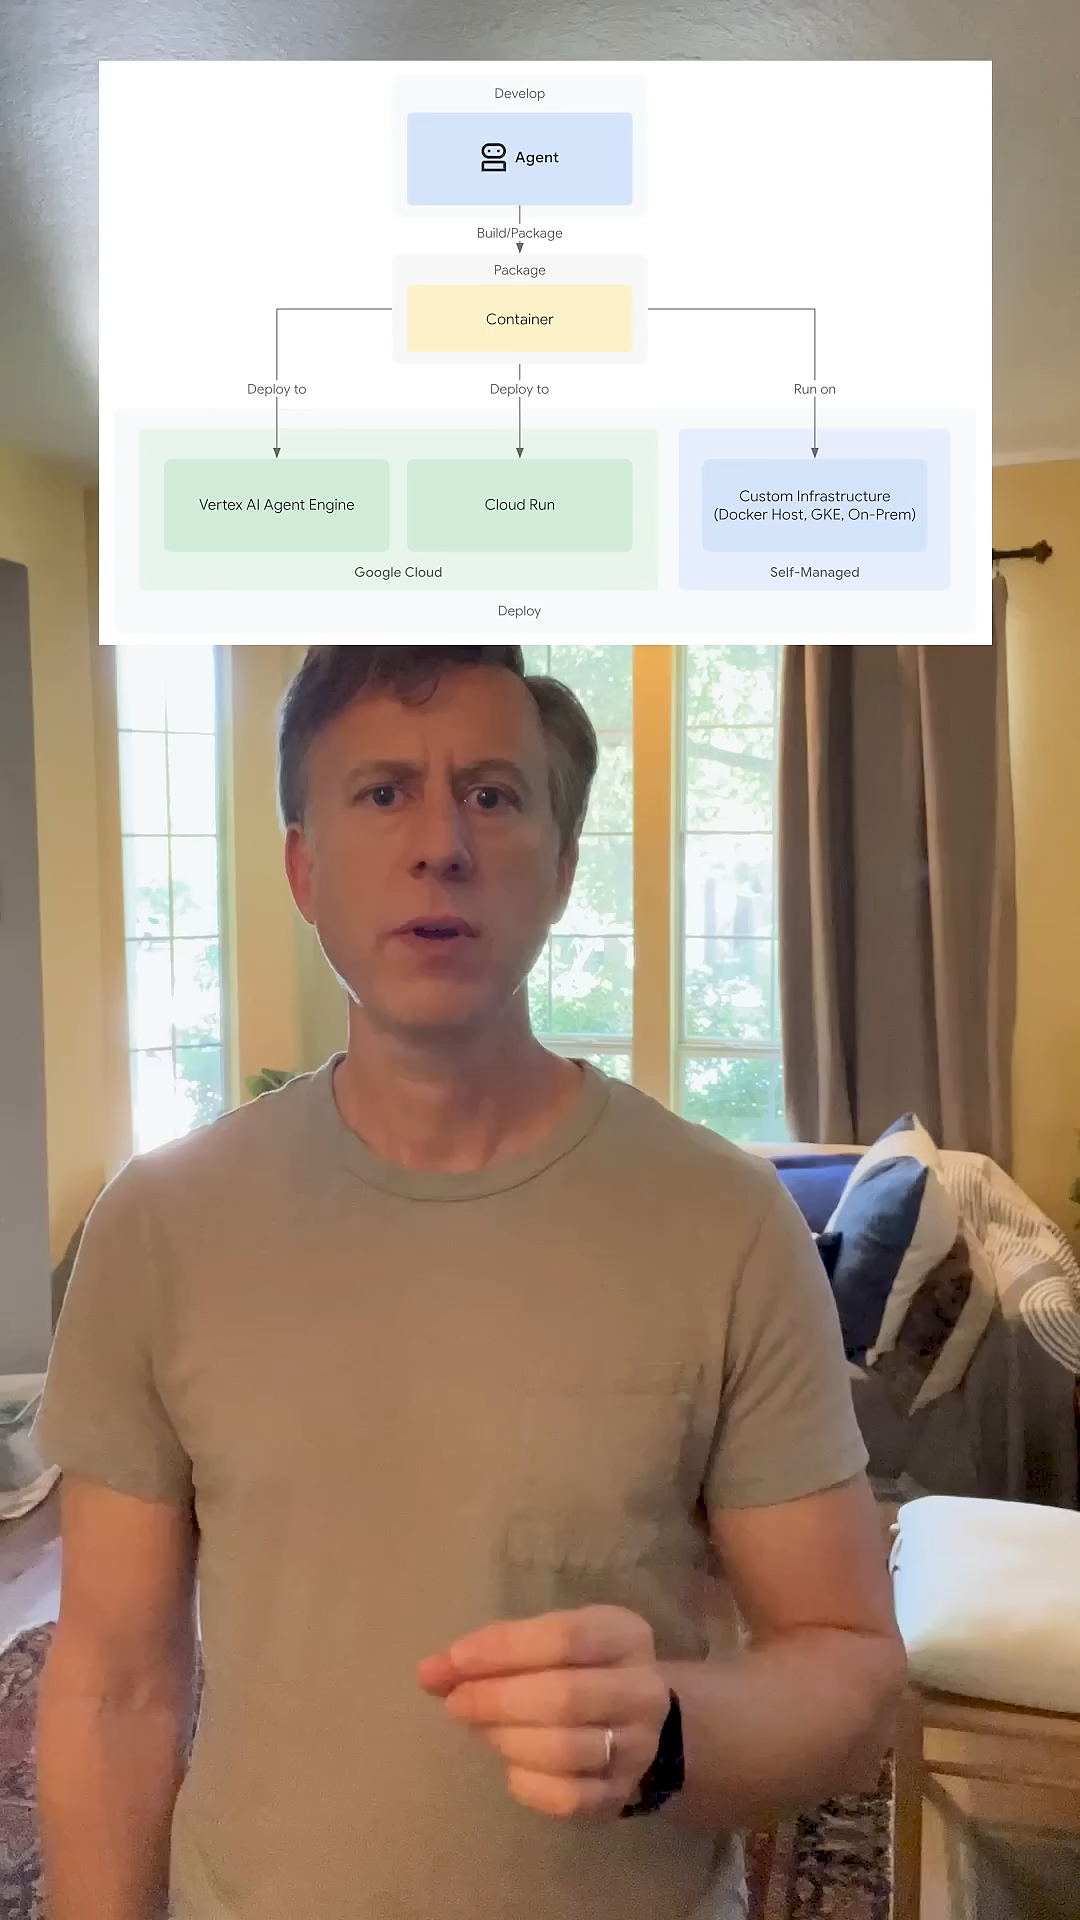 Develop
Agent
Build/Package
Package
Container
Deploy to
Deploy to
Run on
Vertex AI Agent Engine
Cloud Run
Custom Infrastructure
(Docker Host, GKE, On-Prem)
Google Cloud
Self-Managed
Deploy